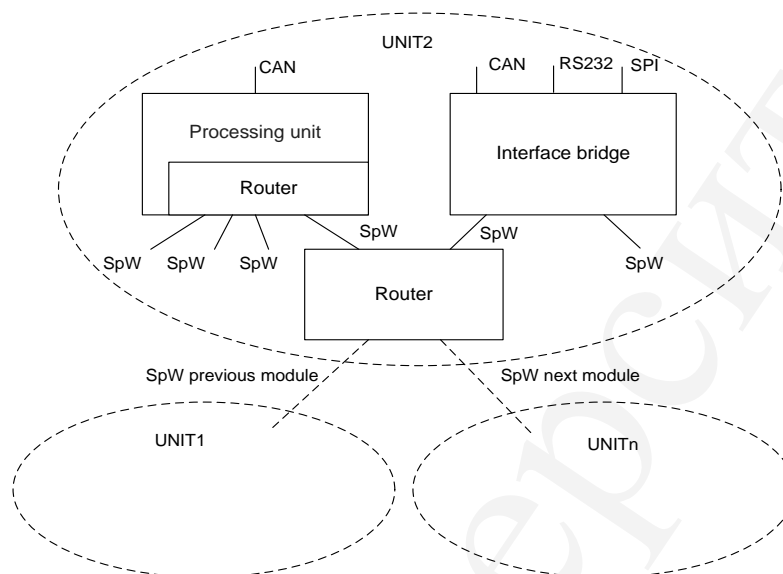 UNIT2
CAN
CAN
RS232
SPI
Processing unit
Interface bridge
Router
SpW
SpW
SpW
SpW
SpW
SpW
Router
SpW previous module
SpW next module
UNIT1
UNITn
ерсит